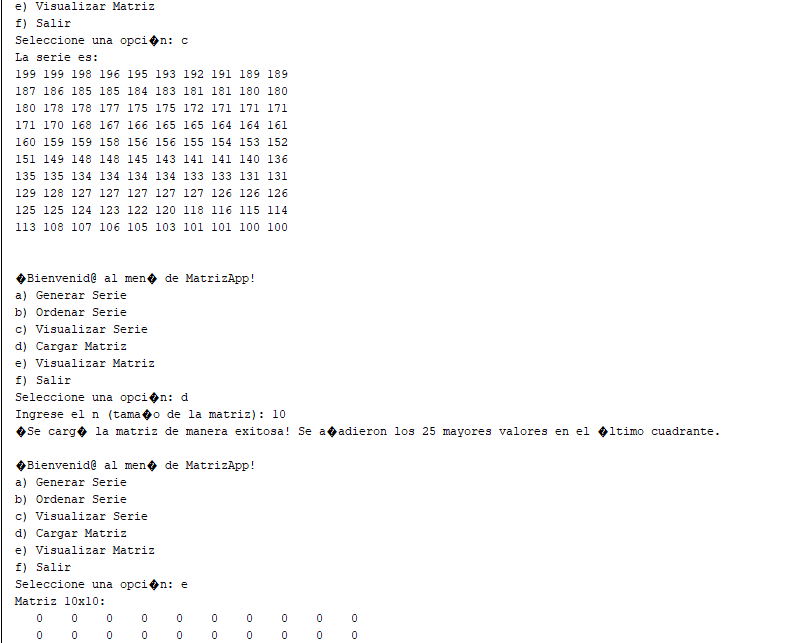 e) Visualizar Matriz
f) Salir
Seleccione una opci�n: c
La serie es:
199 199 198 196 195 193 192 191 189 189
187 186 185 185 184 183 181 181 180 180
180 178 178 177 175 175 172 171 171 171
171 170 168 167 166 165 165 164 164 161
160 159 159 158 156 156 155 154 153 152
151 149 148 148 145 143 141 141 140 136
135 135 134 134 134 134 133 133 131 131
129 128 127 127 127 127 127 126 126 126
125 125 124 123 122 120 118 116 115 114
113 108 107 106 105 103 101 101 100 100
�Bienvenid@ al men� de MatrizApp!
a) Generar Serie
b) Ordenar Serie
c) Visualizar Serie
d) Cargar Matriz
e) Visualizar Matriz
f) Salir
Seleccione una opci�n: d
Ingrese el n (tama�o de la matriz): 10
�Se carg� la matriz de manera exitosa! Se a�adieron los 25 mayores valores en el �ltimo cuadrante.
�Bienvenid@ al men� de MatrizApp!
a) Generar Serie
b) Ordenar Serie
c) Visualizar Serie
d) Cargar Matriz
e) Visualizar Matriz
f) Salir
Seleccione una opci�n: e
Matriz 10x10:
0 0 0 0 0 0 0 0 0 0
0 0 0 0 0 0 0 0 0 0